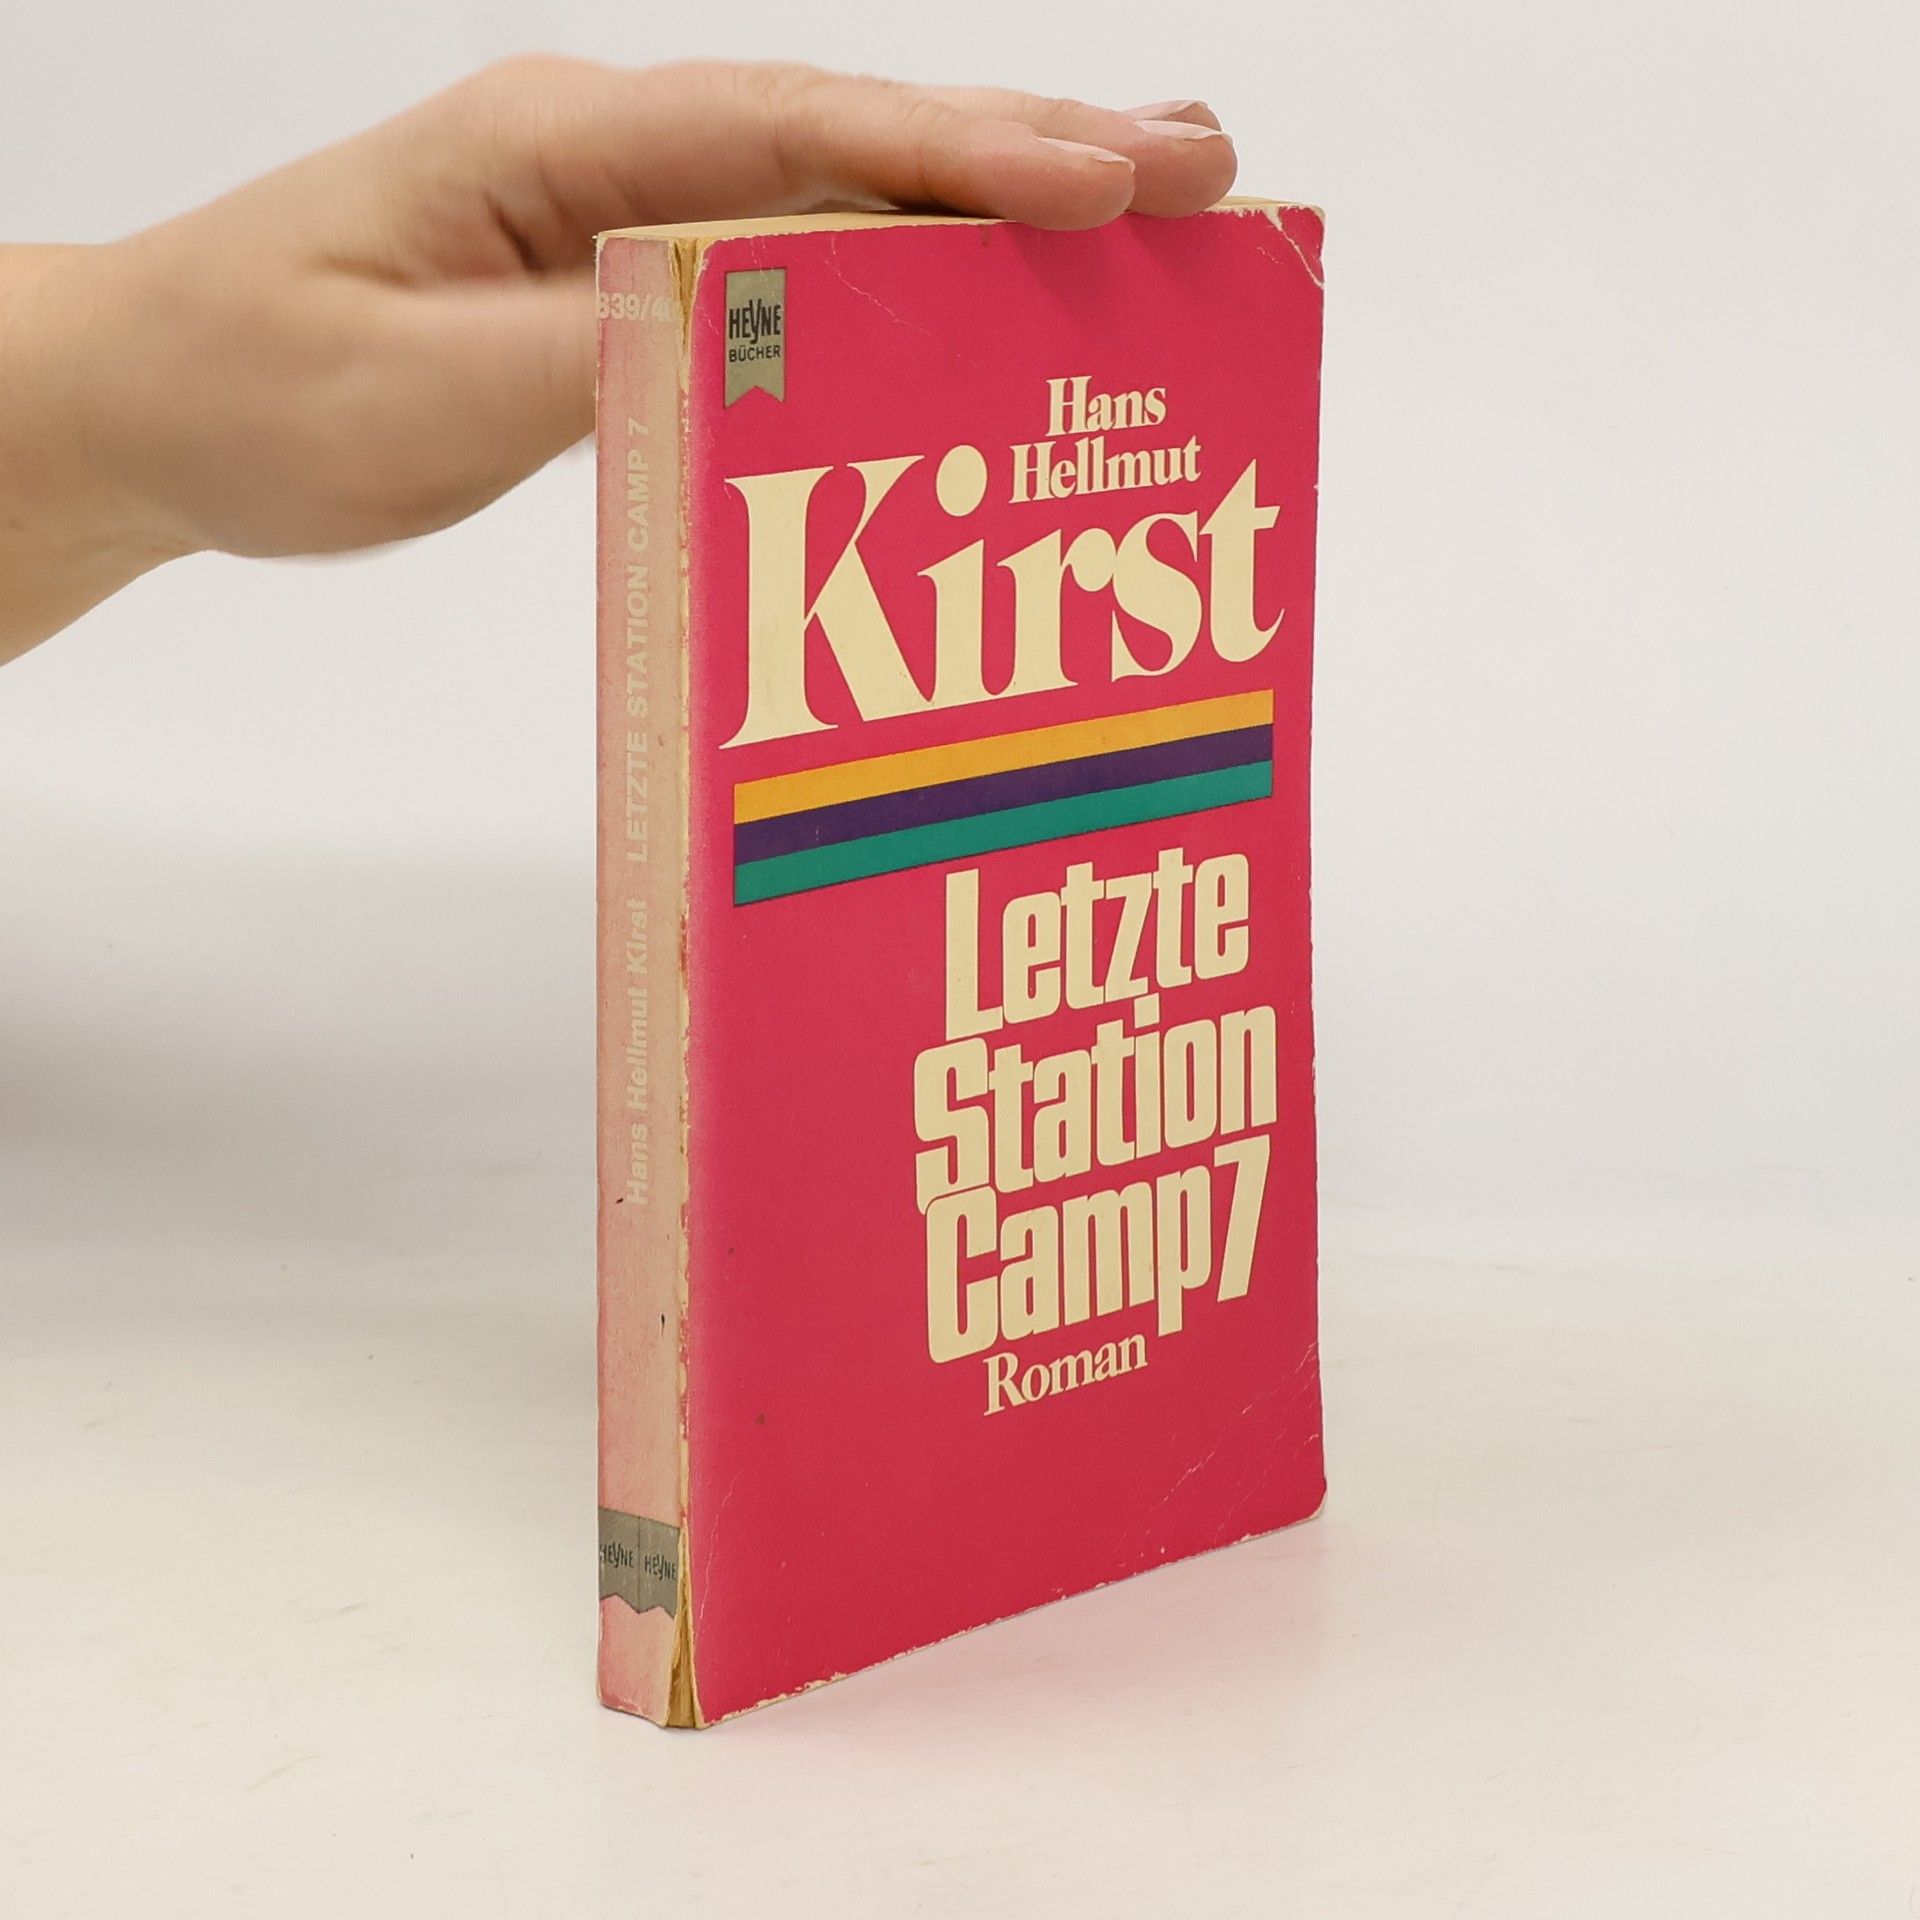 HEYNE
BÜCHER
Hans
Hellmut
Kirst
Letzte
Station
Camp 7
Roman
Hans Hellmut Kirst LETZTE STATION CAMP 7
HEYNE HEYNE